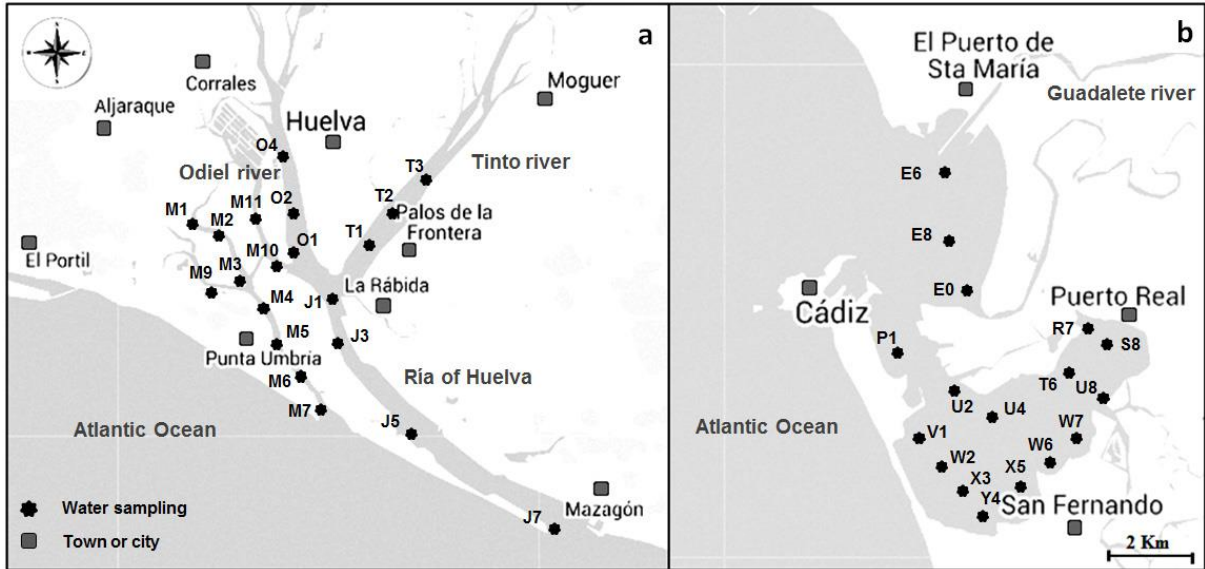 a
Corrales
Moguer
Aljaraque
Huelva
O4
Tinto river
Odiel river
T3
M11
O2
T2
M1
M2
Palos de la
Frontera
T1
O1
M10
El Portil
M9
M3
La Rábida
J1
M4
M5
J3
Punta Umbría
M6
Ría of Huelva
M7
J5
Atlantic Ocean
Water sampling
J7
Mazagón
Town or city
b
El Puerto de
Sta María
Guadalete river
E6
E8
E0
Puerto Real
Cádiz
R7
S8
P1
T6
U8
U2
U4
Atlantic Ocean
V1
W7
W2
W6
X3
X5
Y4
San Fernando
2 Km